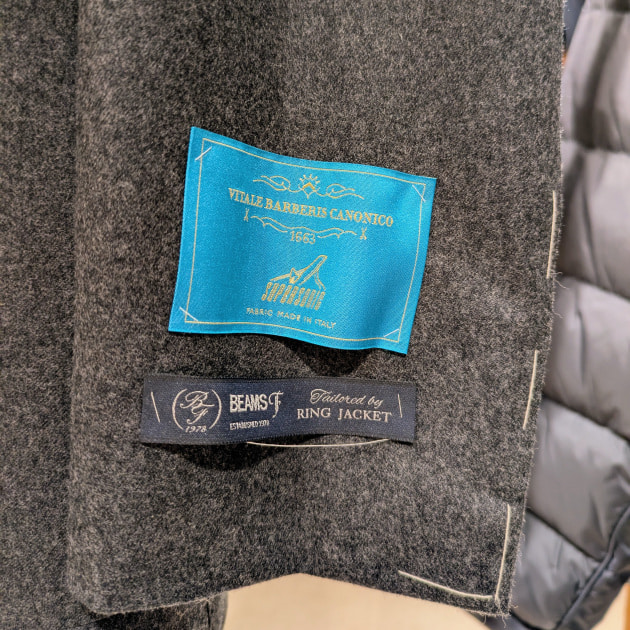 VITALE BARBERIS CANONICO
1663
SUPERSONIC
FABRIC MADE IN ITALY
BF
1978
BEAMS F
ESTABLISHED 1978
Tailored by
RING JACKET